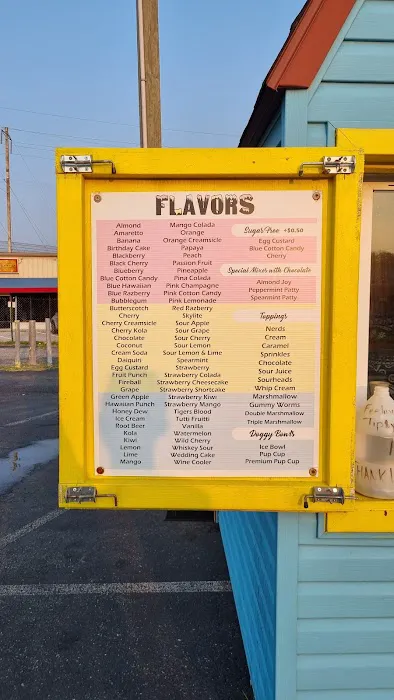 FLAVORS
Almond
Amaretto
Banana
Birthday Cake
Blackberry
Black Cherry
Blueberry
Blue Cotton Candy
Blue Hawaiian
Blue Razberry
Bubblegum
Butterscotch
Cherry
Cherry Creamsicle
Cherry Kola
Chocolate
Coconut
Cream Soda
Daiquiri
Egg Custard
Fruit Punch
Fireball
Grape
Green Apple
Hawaiian Punch
Honey Dew
Ice Cream
Root Beer
Kola
Kiwi
Lemon
Lime
Mango
Mango Colada
Orange
Orange Creamsicle
Papaya
Peach
Passion Fruit
Pineapple
Pina Colada
Pink Champagne
Pink Cotton Candy
Pink Lemonade
Red Razberry
Skylite
Sour Apple
Sour Grape
Sour Cherry
Sour Lemon
Sour Lemon & Lime
Spearmint
Strawberry
Strawberry Colada
Strawberry Cheesecake
Strawberry Shortcake
Strawberry Kiwi
Strawberry Mango
Tigers Blood
Tutti Fruitti
Vanilla
Watermelon
Wild Cherry
Whiskey Sour
Wedding Cake
Wine Cooler
Sugar Free +$0.50
Egg Custard
Blue Cotton Candy
Cherry
Special Mixes with Chocolate
Almond Joy
Peppermint Patty
Spearmint Patty
Toppings
Nerds
Cream
Caramel
Sprinkles
Chocolate
Sour Juice
Sourheads
Whip Cream
Marshmallow
Gummy Worms
Double Marshmallow
Triple Marshmallow
Doggy Bowls
Ice Bowl
Pup Cup
Premium Pup Cup